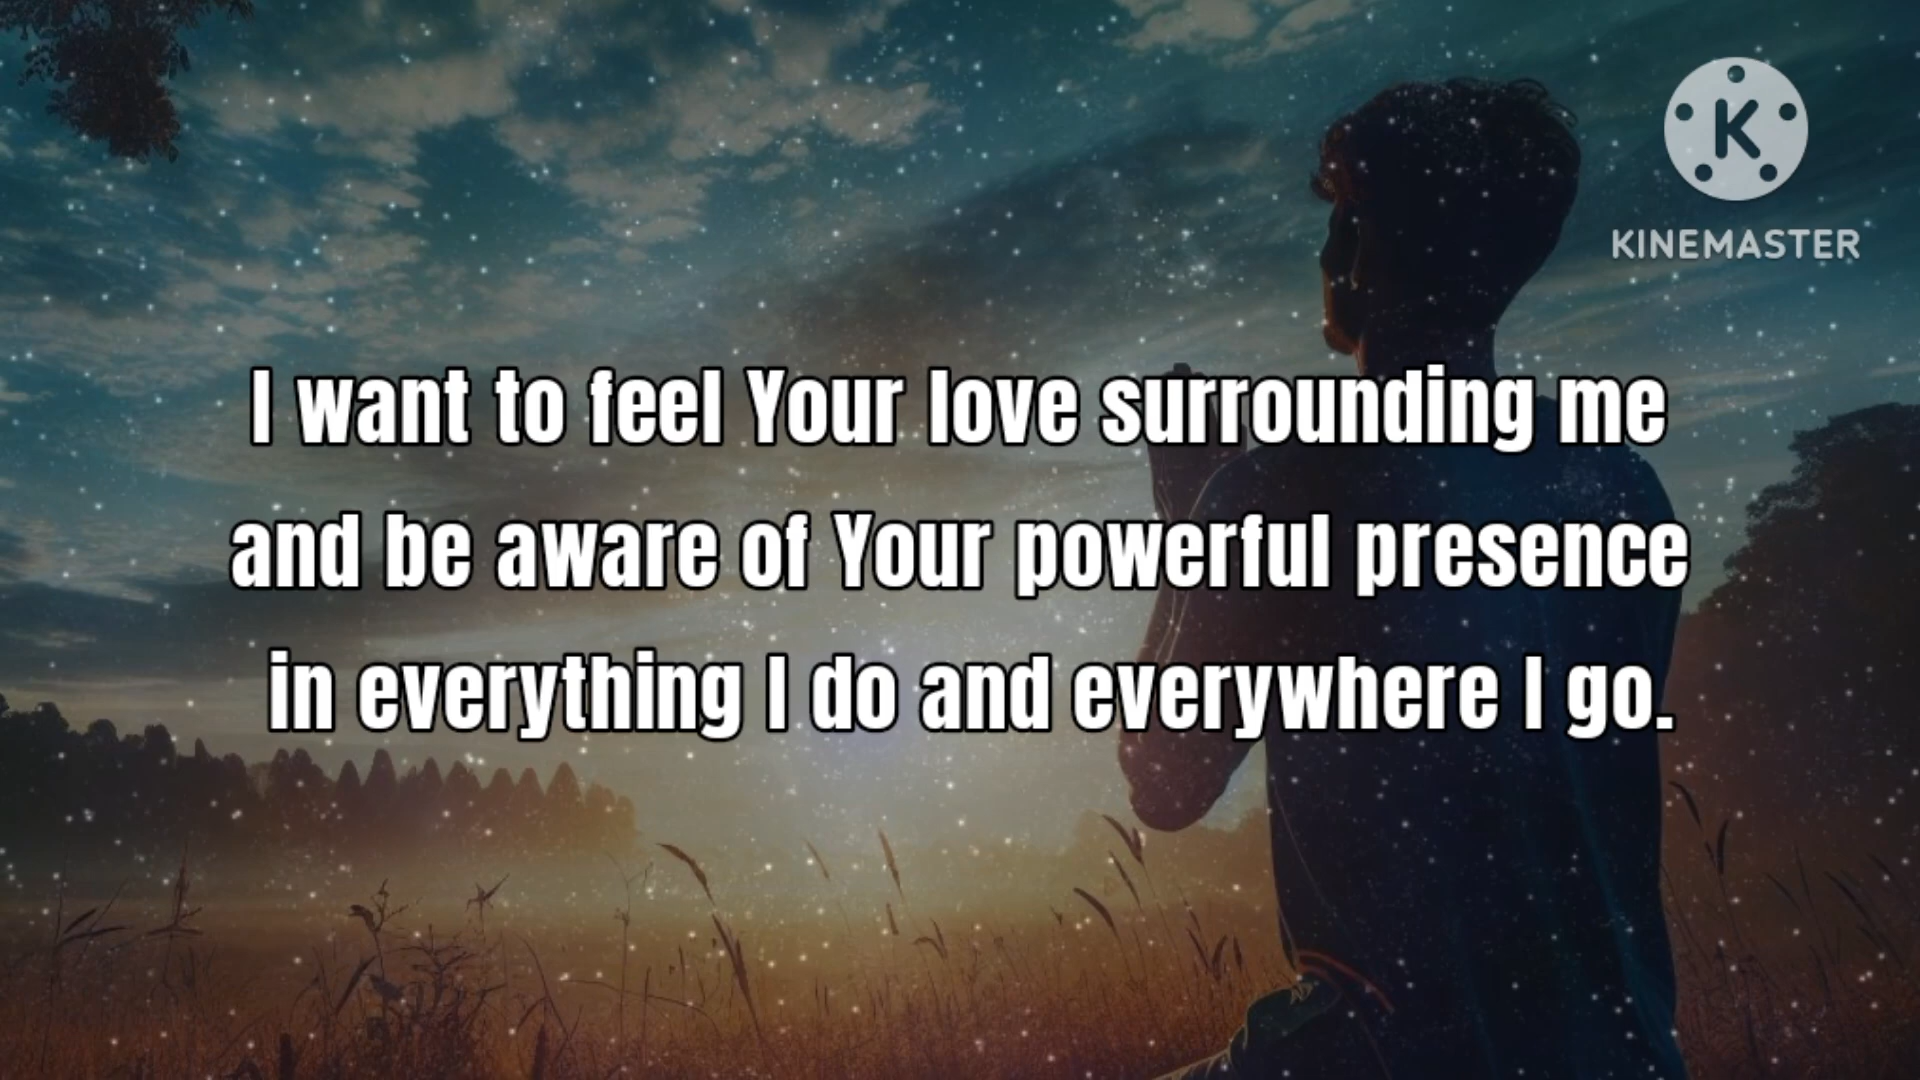 K
KINEMASTER
I want to feel Your love surrounding me
and be aware of Your powerful presence
in everything I do and everywhere I go.